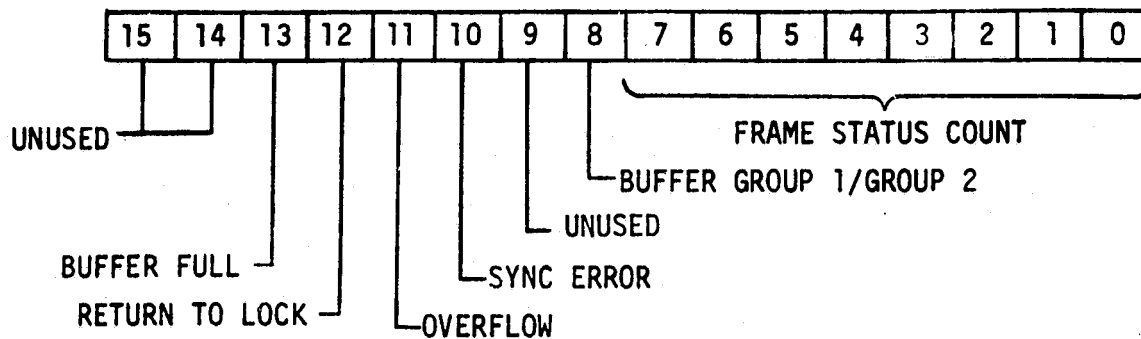 15 14 13 12 11 10 9 8 7 6 5 4 3 2 1 0
UNUSED
FRAME STATUS COUNT
BUFFER GROUP 1/GROUP 2
UNUSED
BUFFER FULL
SYNC ERROR
RETURN TO LOCK
OVERFLOW